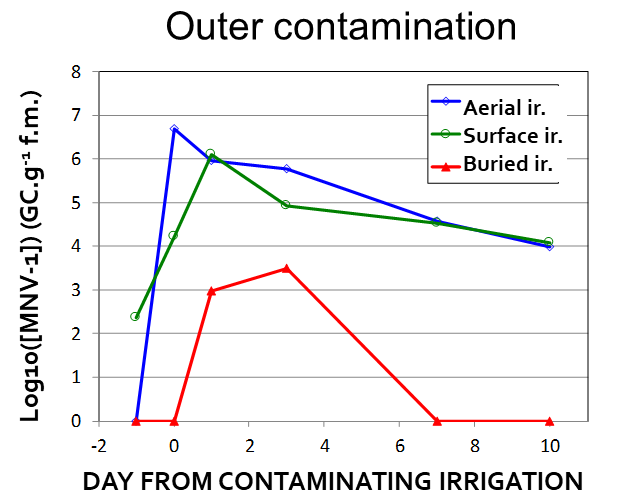 Outer contamination
8
7
6
5
4
3
2
1
0
Log10([MNV-1]) (GC.g⁻¹ f.m.)
Aerial ir.
Surface ir.
Buried ir.
-2 0 2 4 6 8 10
DAY FROM CONTAMINATING IRRIGATION